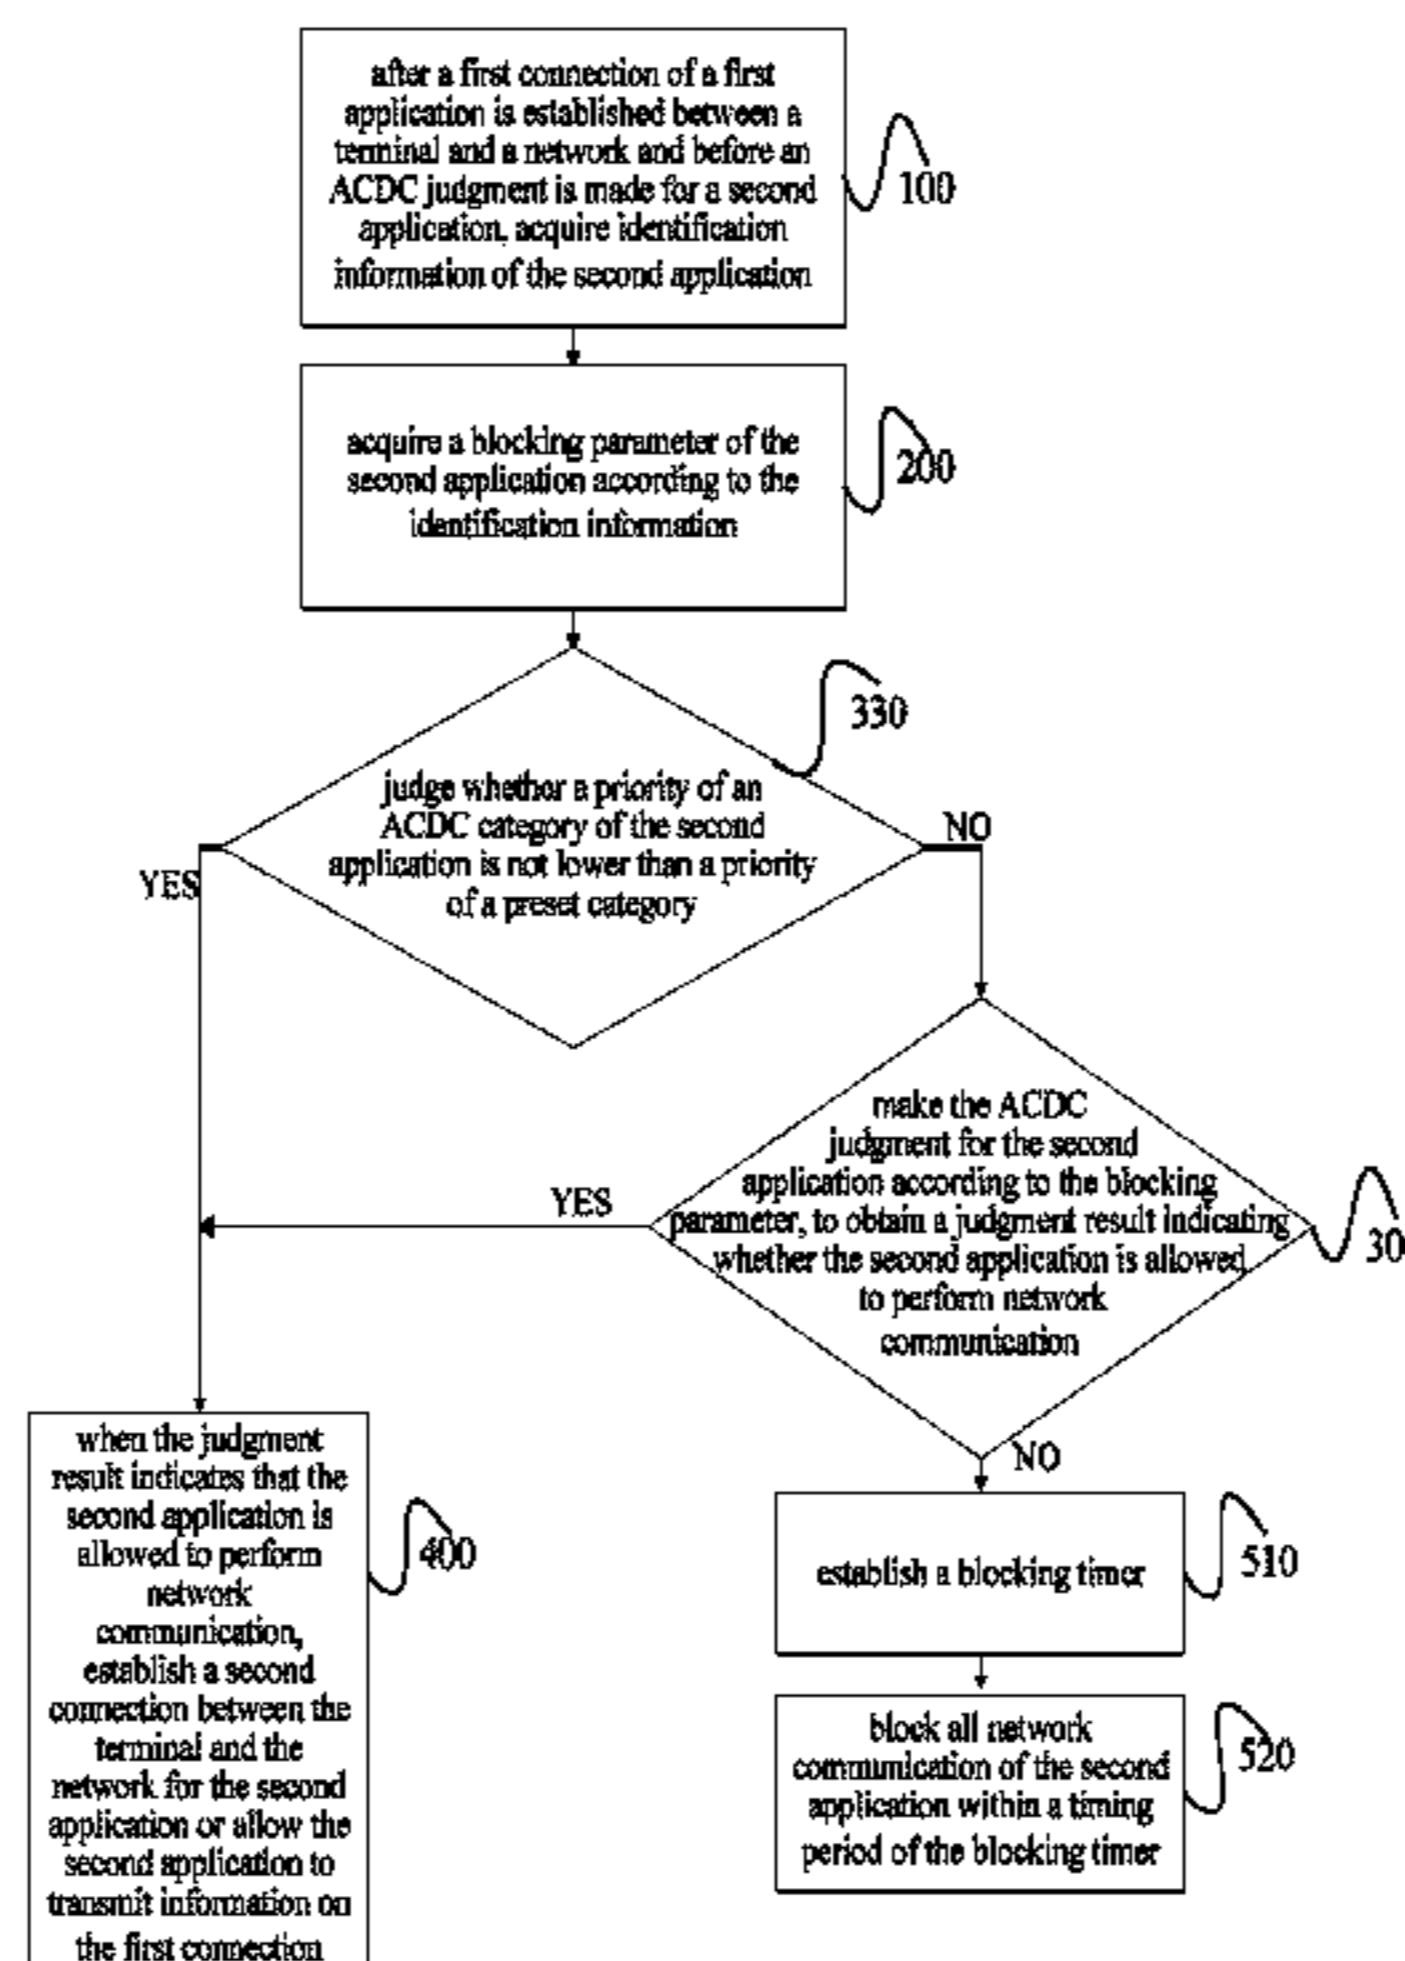 after a first connection of a first
application is established between a
terminal and a network and before an
ACDC judgment is made for a second
application, acquire identification
information of the second application
100
acquire a blocking parameter of the
second application according to the
identification information
200
330
judge whether a priority of an
ACDC category of the second
application is not lower than a priority
of a preset category
NO
YES
make the ACDC
judgment for the second
application according to the blocking
parameter, to obtain a judgment result indicating
whether the second application is allowed
to perform network
communication
YES
30
NO
when the judgment
result indicates that the
second application is
allowed to perform
network
communication,
establish a second
connection between the
terminal and the
network for the second
application or allow the
second application to
transmit information on
the first connection
400
establish a blocking timer
510
block all network
communication of the second
application within a timing
period of the blocking timer
520